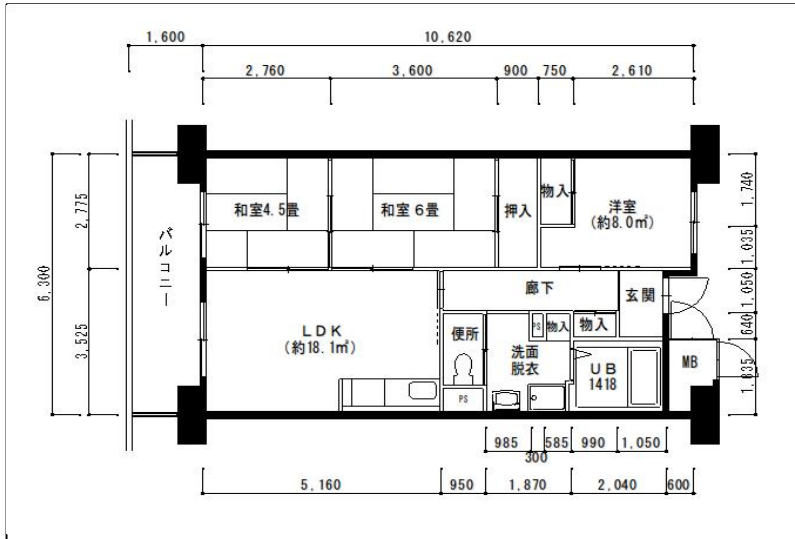 1,600
10,620
2,760
3,600
900
750
2,610
6,300
2,775
3,525
バルコニー
和室4.5畳
和室6畳
押入
物入
洋室
(約8.0㎡)
1,740
1,035
1,050
640
1,835
LDK
(約18.1㎡)
廊下
玄関
便所
PS
物入
物入
洗面
脱衣
UB
1418
MB
PS
985
300
585
990
1,050
5,160
950
1,870
2,040
600